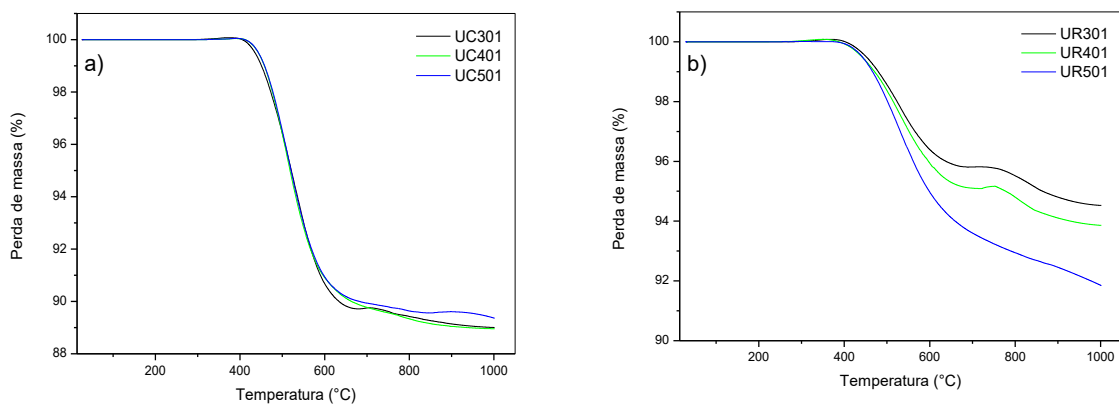 a)
UC301
UC401
UC501
Perda de massa (%)
100
98
96
94
92
90
88
200
400
600
800
1000
Temperatura (°C)
b)
UR301
UR401
UR501
Perda de massa (%)
100
98
96
94
92
90
200
400
600
800
1000
Temperatura (°C)